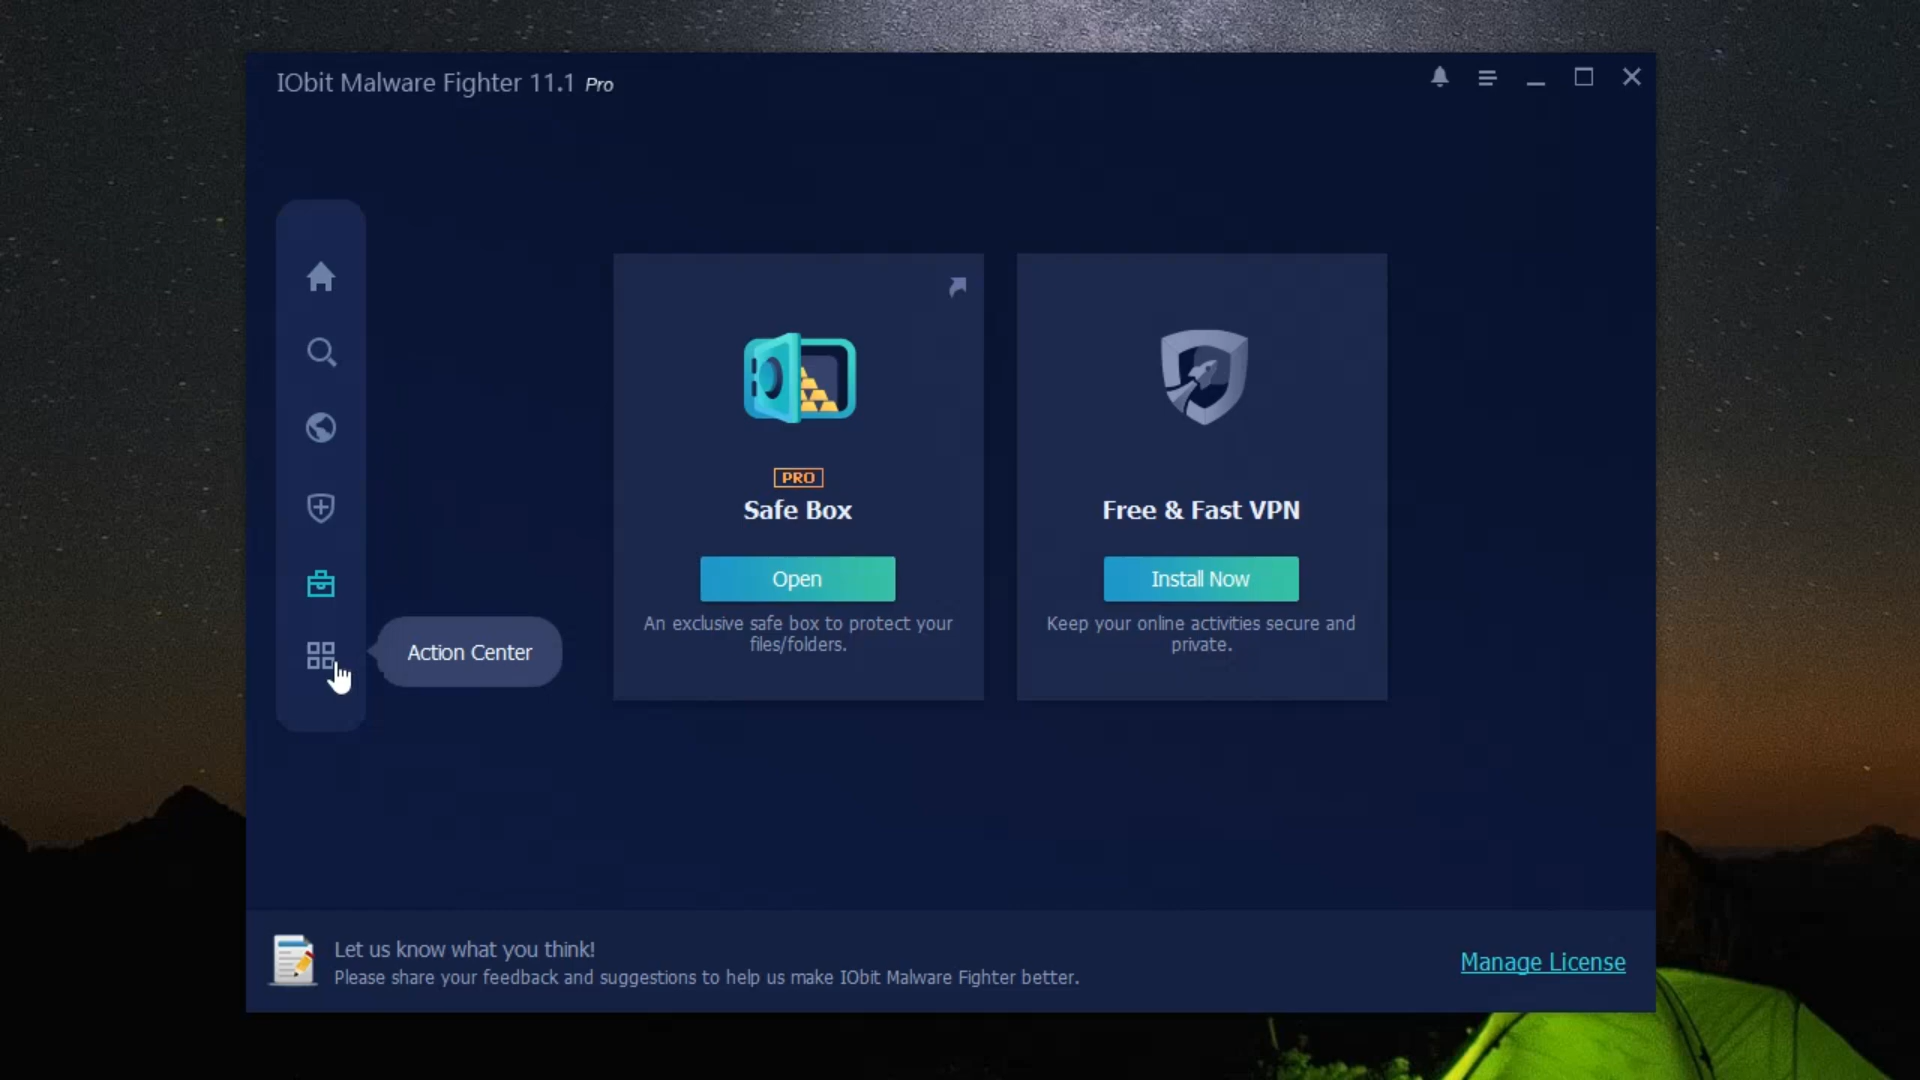 IObit Malware Fighter 11.1 Pro
PRO
Safe Box
Open
An exclusive safe box to protect your
files/folders.
Free & Fast VPN
Install Now
Keep your online activities secure and
private.
Action Center
Let us know what you think!
Please share your feedback and suggestions to help us make IObit Malware Fighter better.
Manage License